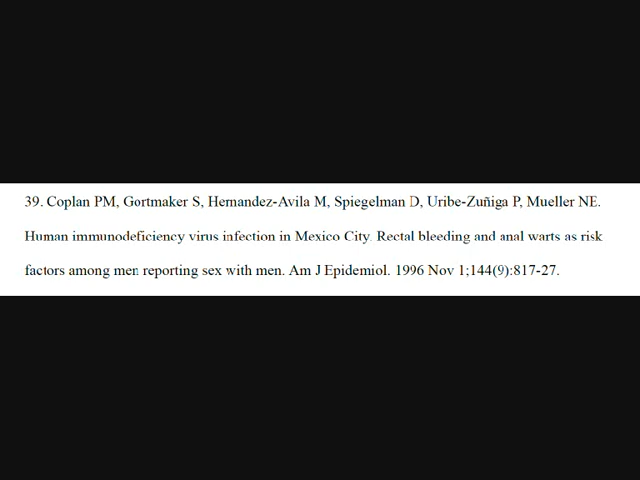 39. Coplan PM, Gortmaker S, Hernandez-Avila M, Spiegelman D, Uribe-Zuñiga P, Mueller NE.
Human immunodeficiency virus infection in Mexico City. Rectal bleeding and anal warts as risk
factors among men reporting sex with men. Am J Epidemiol. 1996 Nov 1;144(9):817-27.